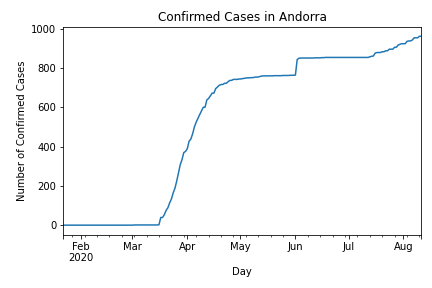 Confirmed Cases in Andorra
Number of Confirmed Cases
1000
800
600
400
200
0
Feb Mar Apr May Jun Jul Aug
2020
Day